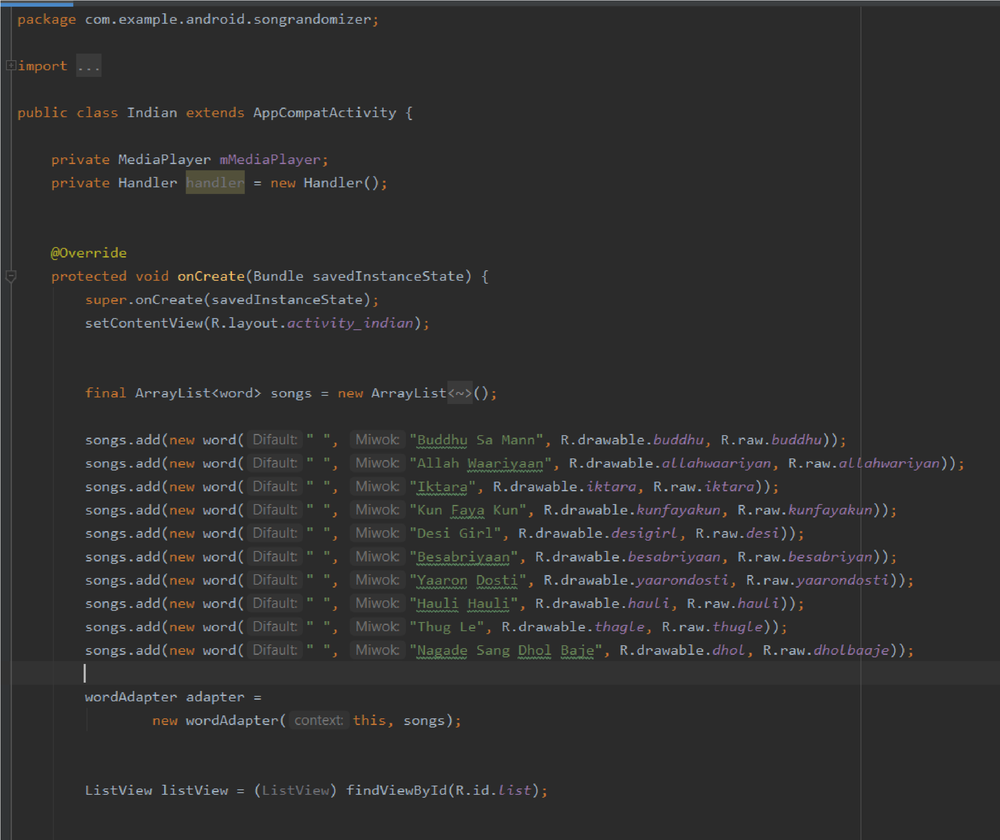 package com.example.android.songrandomizer;
import ...
public class Indian extends AppCompatActivity {
private MediaPlayer mMediaPlayer;
private Handler handler = new Handler();
@Override
protected void onCreate(Bundle savedInstanceState) {
super.onCreate(savedInstanceState);
setContentView(R.layout.activity_indian);
final ArrayList<word> songs = new ArrayList<~>();
songs.add(new word( Difault: " ", Miwok: "Buddhu Sa Mann", R.drawable.buddhu, R.raw.buddhu));
songs.add(new word( Difault: " ", Miwok: "Allah Waariyaan", R.drawable.allahwaariyan, R.raw.allahwariyan));
songs.add(new word( Difault: " ", Miwok: "Iktara", R.drawable.iktara, R.raw.iktara));
songs.add(new word( Difault: " ", Miwok: "Kun Faya Kun", R.drawable.kunfayakun, R.raw.kunfayakun));
songs.add(new word( Difault: " ", Miwok: "Desi Girl", R.drawable.desigirl, R.raw.desi));
songs.add(new word( Difault: " ", Miwok: "Besabriyaan", R.drawable.besabriyaan, R.raw.besabriyan));
songs.add(new word( Difault: " ", Miwok: "Yaaron Dosti", R.drawable.yaarondosti, R.raw.yaarondosti));
songs.add(new word( Difault: " ", Miwok: "Hauli Hauli", R.drawable.hauli, R.raw.hauli));
songs.add(new word( Difault: " ", Miwok: "Thug Le", R.drawable.thagle, R.raw.thugle));
songs.add(new word( Difault: " ", Miwok: "Nagade Sang Dhol Baje", R.drawable.dhol, R.raw.dholbaaje));
wordAdapter adapter =
new wordAdapter( context: this, songs);
ListView listView = (ListView) findViewById(R.id.list);